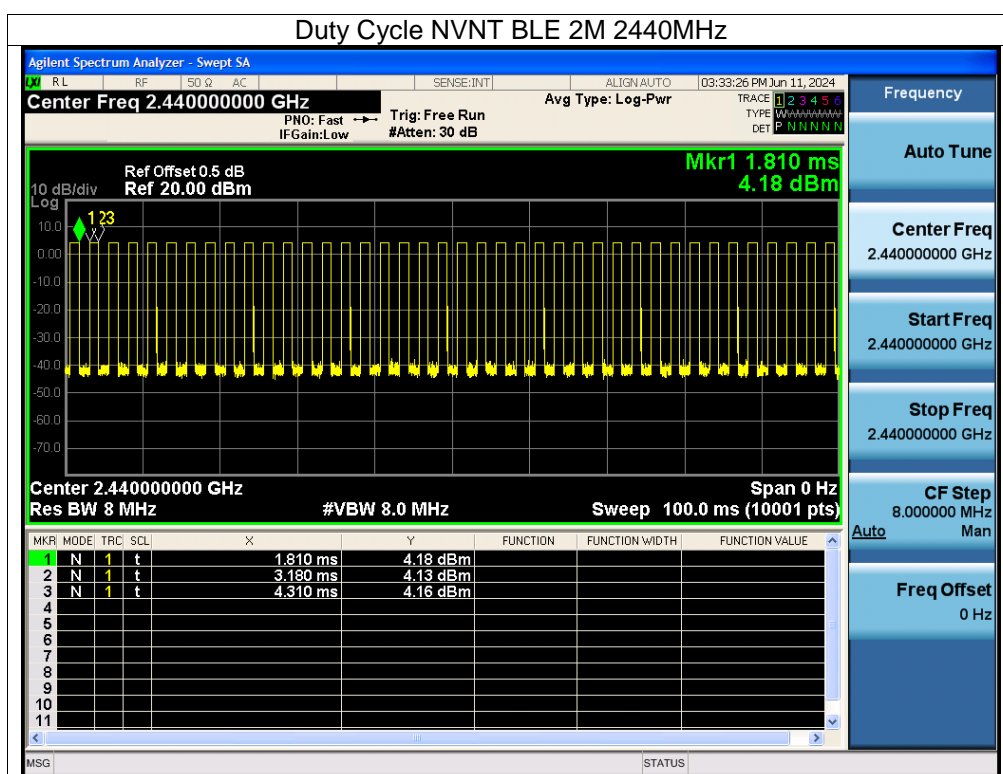 Duty Cycle NVNT BLE 2M 2440MHz
Agilent Spectrum Analyzer - Swept SA
LXI RL RF 50 Ω AC SENSE:INT ALIGN AUTO 03:33:26 PM Jun 11, 2024
Center Freq 2.440000000 GHz Avg Type: Log-Pwr TRACE 1 2 3 4 5 6
PNO: Fast Trig: Free Run TYPE WWWWWW
IFGain:Low #Atten: 30 dB DET P N N N N N
Ref Offset 0.5 dB Mkr1 1.810 ms
10 dB/div Ref 20.00 dBm 4.18 dBm
Log
10.0
0.00
-10.0
-20.0
-30.0
-40.0
-50.0
-60.0
-70.0
1 2 3
Center 2.440000000 GHz Span 0 Hz
Res BW 8 MHz #VBW 8.0 MHz Sweep 100.0 ms (10001 pts)
MKR MODE TRC SCL X Y FUNCTION FUNCTION WIDTH FUNCTION VALUE
1 N 1 t 1.810 ms 4.18 dBm
2 N 1 t 3.180 ms 4.13 dBm
3 N 1 t 4.310 ms 4.16 dBm
4
5
6
7
8
9
10
11
MSG STATUS
Frequency
Auto Tune
Center Freq
2.440000000 GHz
Start Freq
2.440000000 GHz
Stop Freq
2.440000000 GHz
CF Step
8.000000 MHz
Auto Man
Freq Offset
0 Hz